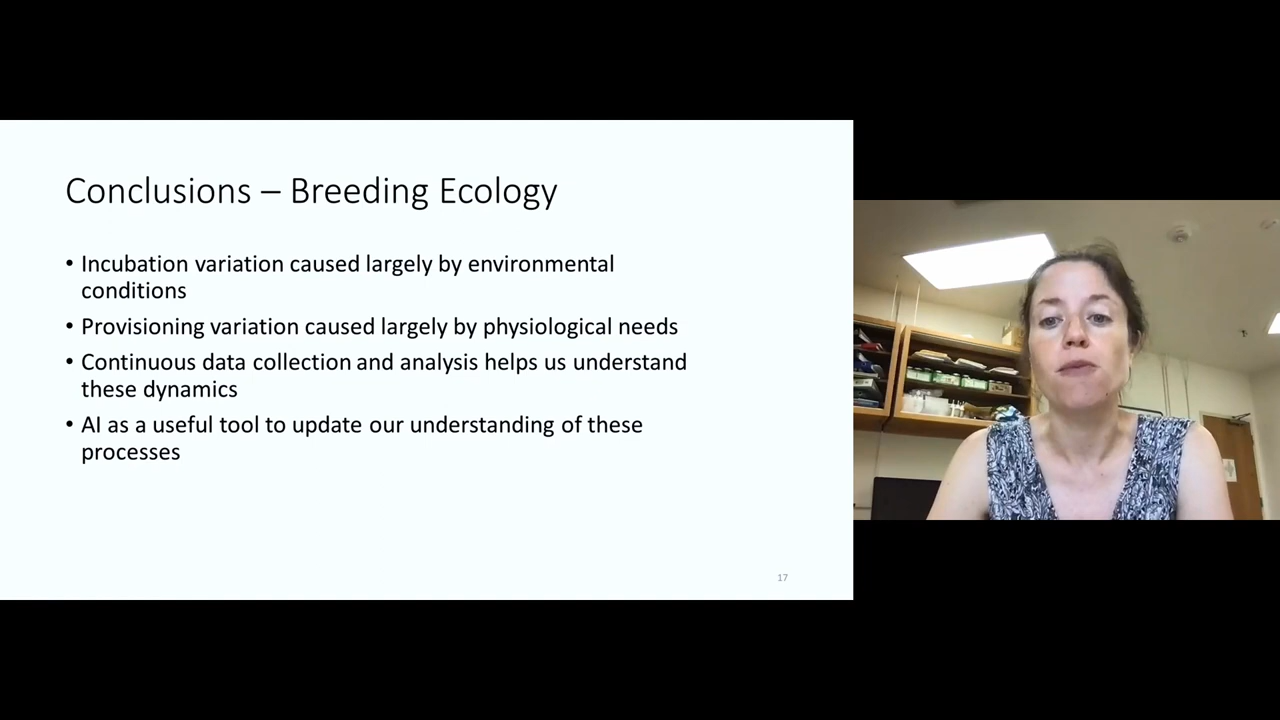 Conclusions – Breeding Ecology
• Incubation variation caused largely by environmental
conditions
• Provisioning variation caused largely by physiological needs
• Continuous data collection and analysis helps us understand
these dynamics
• AI as a useful tool to update our understanding of these
processes
17